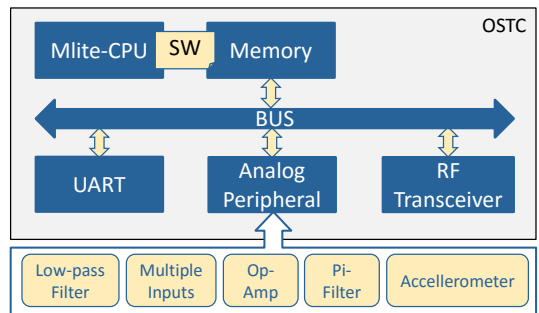 OSTC
Mlite-CPU
SW
Memory
BUS
UART
Analog
Peripheral
RF
Transceiver
Low-pass
Filter
Multiple
Inputs
Op-
Amp
Pi-
Filter
Accellerometer